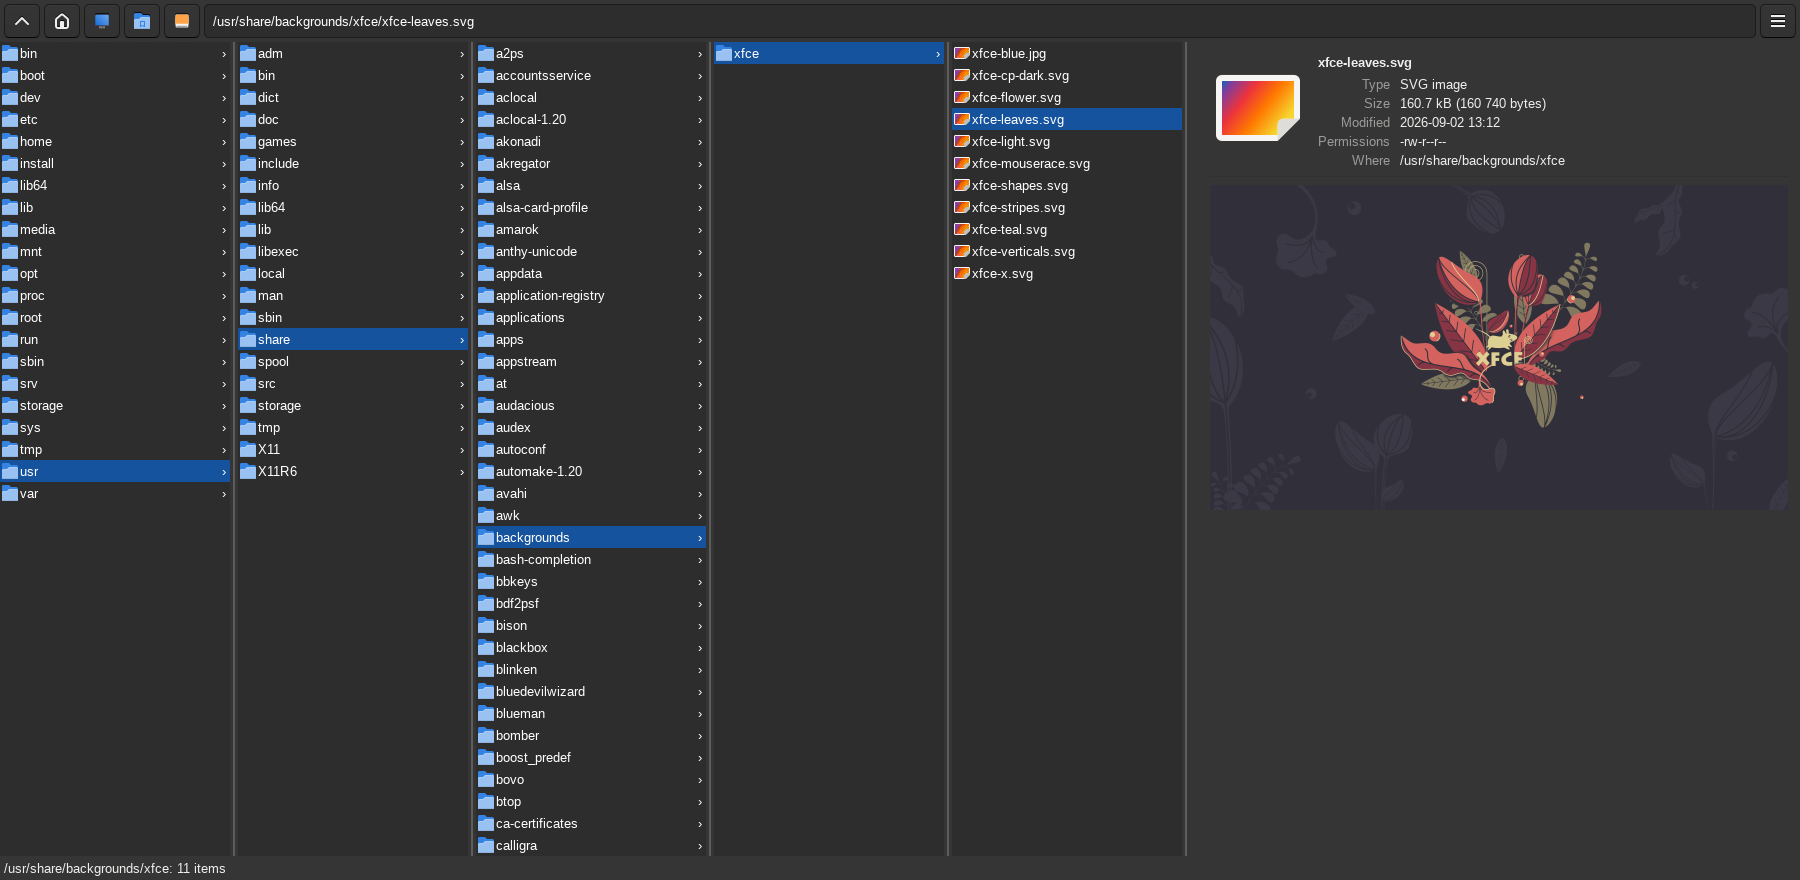 /usr/share/backgrounds/xfce/xfce-leaves.svg
bin
boot
dev
etc
home
install
lib64
lib
media
mnt
opt
proc
root
run
sbin
srv
storage
sys
tmp
usr
var
adm
bin
dict
doc
games
include
info
lib64
lib
libexec
local
man
sbin
share
spool
src
storage
tmp
X11
X11R6
a2ps
accountsservice
aclocal
aclocal-1.20
akonadi
akregator
alsa
alsa-card-profile
amarok
anthy-unicode
appdata
application-registry
applications
apps
appstream
at
audacious
audex
autoconf
automake-1.20
avahi
awk
backgrounds
bash-completion
bbkeys
bdf2psf
bison
blackbox
blinken
bluedevilwizard
blueman
bomber
boost_predef
bovo
btop
ca-certificates
calligra
xfce
xfce-blue.jpg
xfce-cp-dark.svg
xfce-flower.svg
xfce-leaves.svg
xfce-light.svg
xfce-mouserace.svg
xfce-shapes.svg
xfce-stripes.svg
xfce-teal.svg
xfce-verticals.svg
xfce-x.svg
xfce-leaves.svg
Type SVG image
Size 160.7 kB (160 740 bytes)
Modified 2026-09-02 13:12
Permissions -rw-r--r--
Where /usr/share/backgrounds/xfce
XFCE
/usr/share/backgrounds/xfce: 11 items